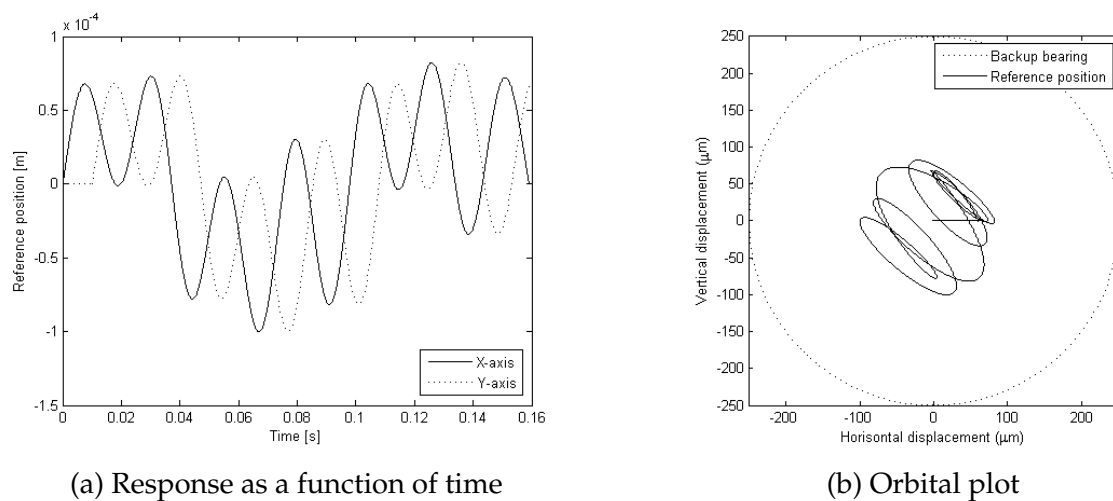 x 10^-4
1
0.5
0
-0.5
-1
-1.5
Reference position [m]
X-axis
Y-axis
0 0.02 0.04 0.06 0.08 0.1 0.12 0.14 0.16
Time [s]
(a) Response as a function of time
250
200
150
100
50
0
-50
-100
-150
-200
-250
Vertical displacement (μm)
Backup bearing
Reference position
-200 -100 0 100 200
Horisontal displacement (μm)
(b) Orbital plot